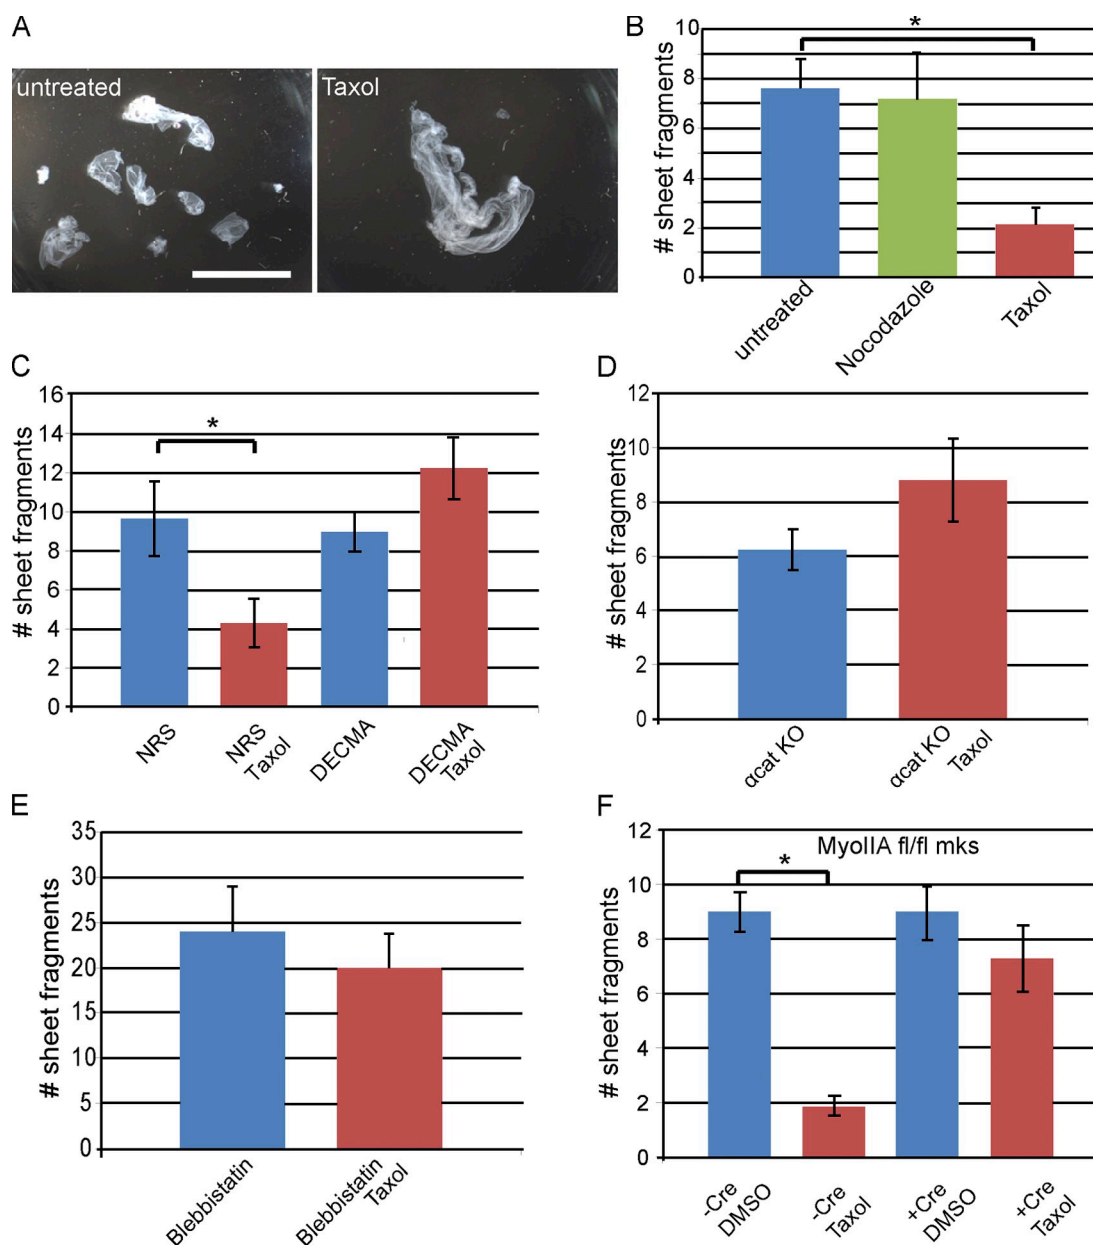 A
untreated
Taxol
B
*
# sheet fragments
10
8
6
4
2
0
untreated
Nocodazole
Taxol
C
# sheet fragments
16
14
12
10
8
6
4
2
0
*
NRS
NRS
Taxol
DECMA
DECMA
Taxol
D
# sheet fragments
12
10
8
6
4
2
0
αcat KO
αcat KO
Taxol
E
# sheet fragments
35
30
25
20
15
10
5
0
Blebbistatin
Blebbistatin
Taxol
F
# sheet fragments
12
10
8
6
4
2
0
MyoIIA fl/fl mks
*
-Cre
DMSO
-Cre
Taxol
+Cre
DMSO
+Cre
Taxol